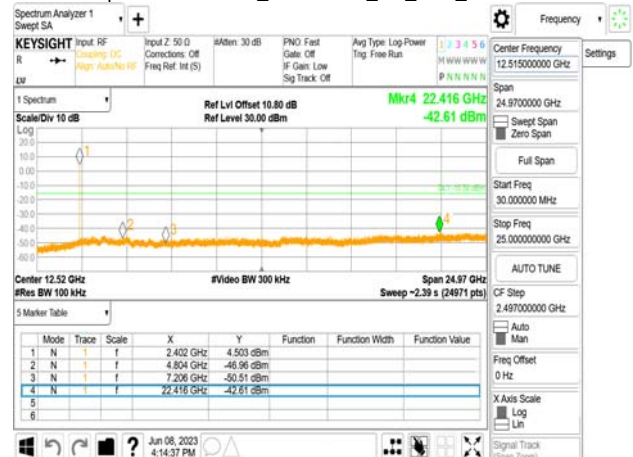 Spectrum Analyzer 1
Swept SA
+
Frequency
KEYSIGHT
R
Input: RF
Coupling: DC
Align: Auto/No RF
Input Z: 50 Ω
Corrections: Off
Freq Ref: Int (S)
#Atten: 30 dB
PNO: Fast
Gate: Off
IF Gain: Low
Sig Track: Off
Avg Type: Log-Power
Trig: Free Run
1 2 3 4 5 6
M W W W W W
P N N N N N
Center Frequency
12.515000000 GHz
Settings
Span
24.9700000 GHz
Swept Span
Zero Span
Full Span
Start Freq
30.000000 MHz
Stop Freq
25.000000000 GHz
AUTO TUNE
CF Step
2.497000000 GHz
Auto
Man
Freq Offset
0 Hz
X Axis Scale
Log
Lin
Signal Track
(Span Zoom)
1 Spectrum
Scale/Div 10 dB
Ref Lvl Offset 10.80 dB
Ref Level 30.00 dBm
Mkr4 22.416 GHz
-42.61 dBm
Log
20.0
10.0
0.00
-10.0
-20.0
-30.0
-40.0
-50.0
-60.0
1
2
3
4
Center 12.52 GHz
#Res BW 100 kHz
#Video BW 300 kHz
Span 24.97 GHz
Sweep ~2.39 s (24971 pts)
5 Marker Table
Mode Trace Scale X Y Function Function Width Function Value
1 N 1 f 2.402 GHz 4.503 dBm
2 N 1 f 4.804 GHz -46.96 dBm
3 N 1 f 7.206 GHz -50.51 dBm
4 N 1 f 22.416 GHz -42.61 dBm
5
6
?
Jun 08, 2023
4:14:37 PM